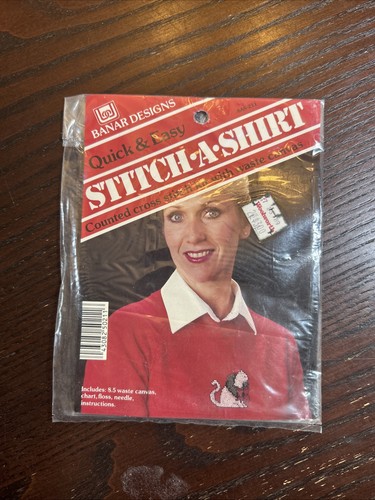 BANAR DESIGNS
Quick & Easy
STITCH•A•SHIRT
Counted cross stitch with waste canvas
Includes: 8.5 waste canvas,
chart, floss, needle,
instructions.